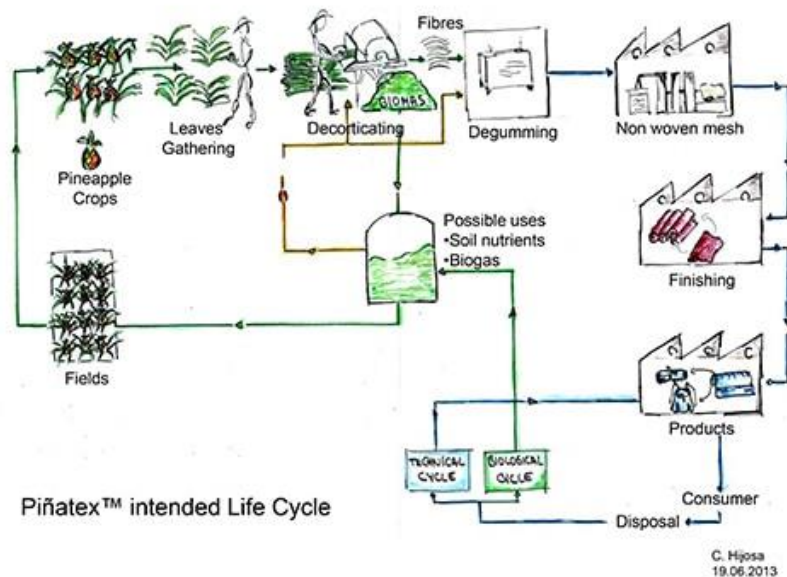 Fibres
BIOMAS
Leaves
Gathering
Decorticating
Degumming
Non woven mesh
Pineapple
Crops
Possible uses
•Soil nutrients
•Biogas
Finishing
Fields
C
Products
TECHNICAL
CYCLE
BIOLOGICAL
CYCLE
Consumer
Disposal
Piñatex™ intended Life Cycle
C. Hijosa
19.06.2013